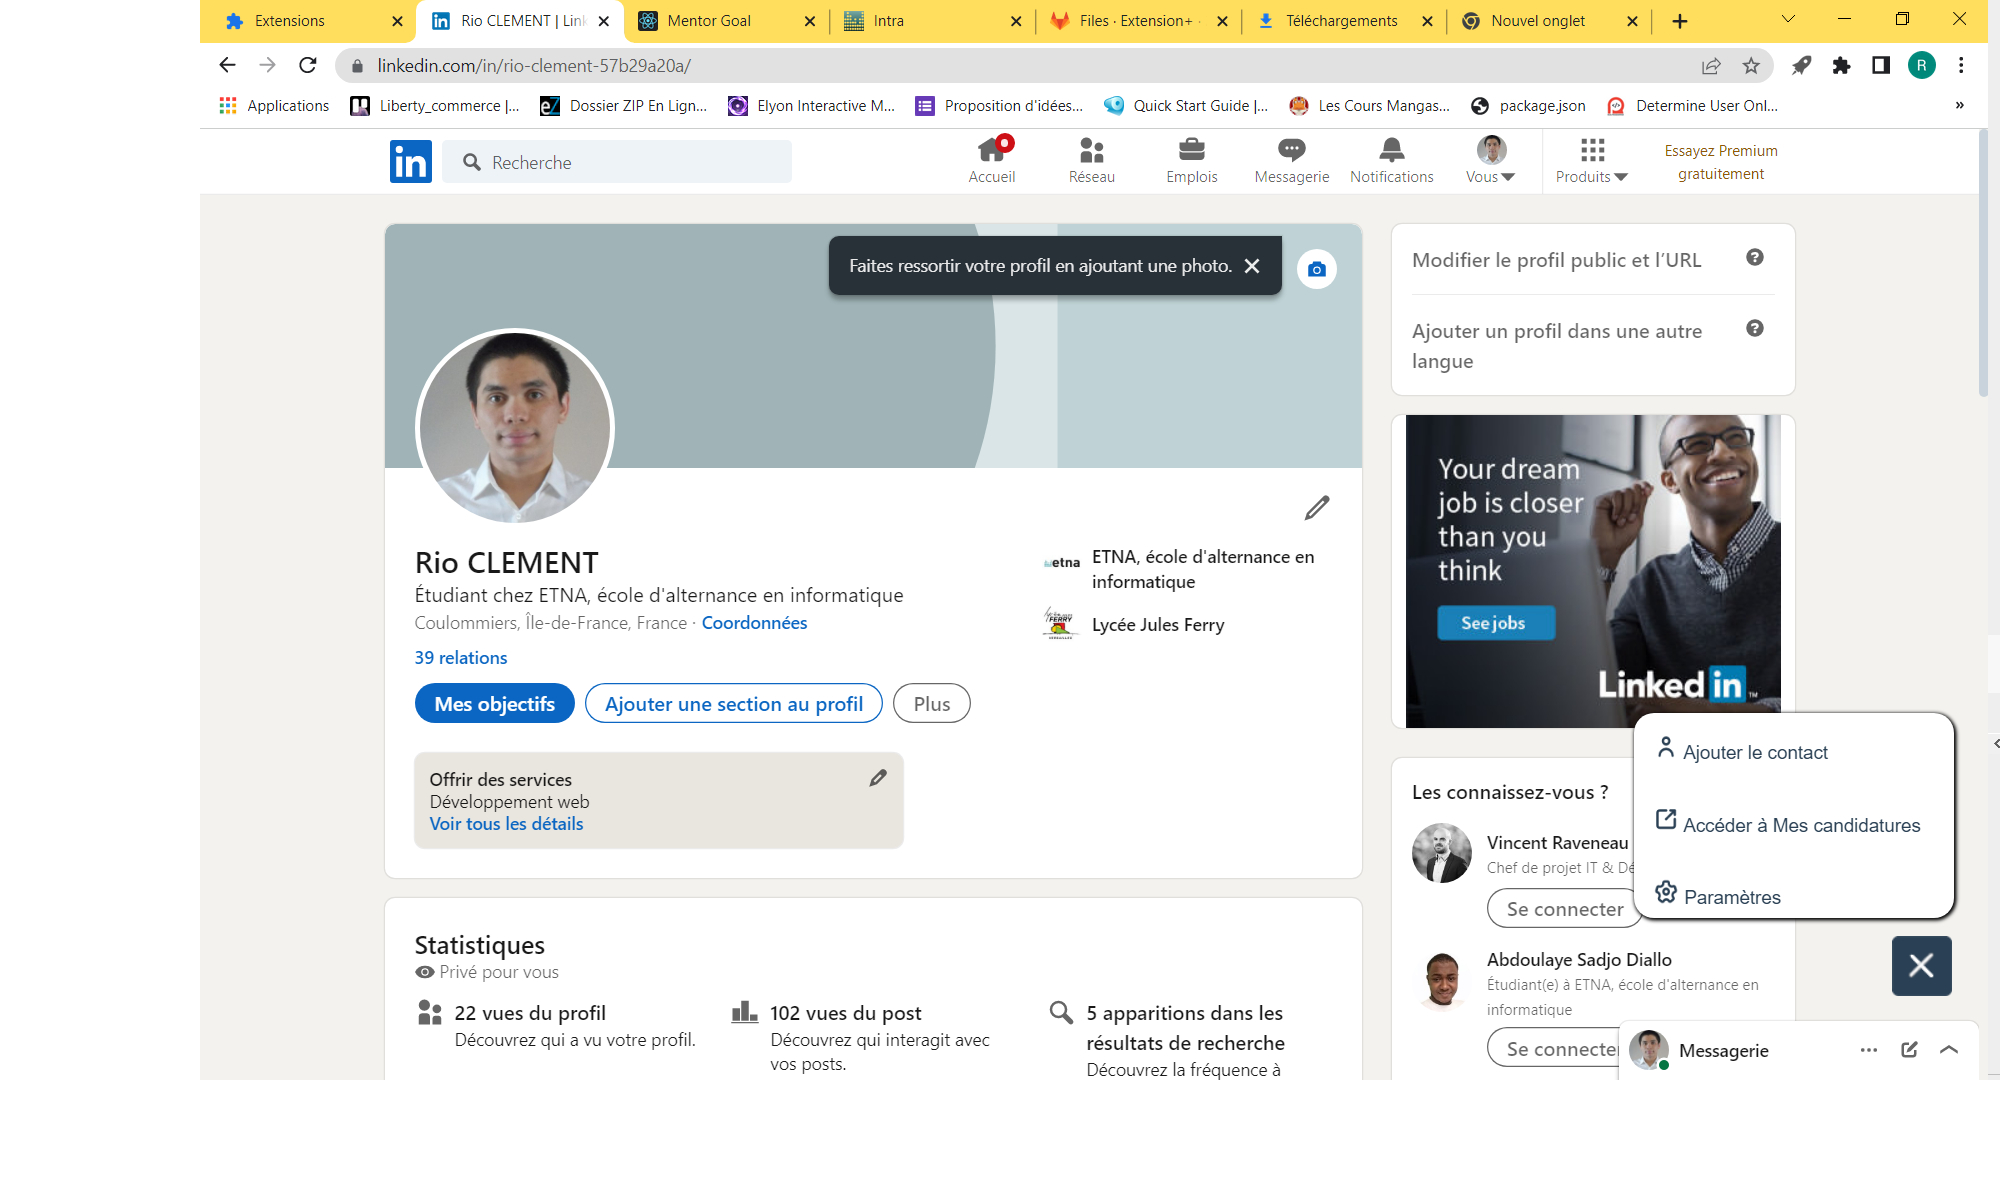 Extensions
Rio CLEMENT | Link
Mentor Goal
Intra
Files · Extension+ ·
Téléchargements
Nouvel onglet
linkedin.com/in/rio-clement-57b29a20a/
R
Applications
Liberty_commerce |...
Dossier ZIP En Lign...
Elyon Interactive M...
Proposition d'idées...
Quick Start Guide |...
Les Cours Mangas...
package.json
Determine User Onl...
»
in
Recherche
Accueil
Réseau
Emplois
Messagerie
Notifications
Vous
Produits
Essayez Premium
gratuitement
Faites ressortir votre profil en ajoutant une photo.
Rio CLEMENT
Étudiant chez ETNA, école d'alternance en informatique
Coulommiers, Île-de-France, France · Coordonnées
39 relations
Mes objectifs
Ajouter une section au profil
Plus
etna
ETNA, école d'alternance en
informatique
FERRY
Lycée Jules Ferry
Offrir des services
Développement web
Voir tous les détails
Statistiques
Privé pour vous
22 vues du profil
Découvrez qui a vu votre profil.
102 vues du post
Découvrez qui interagit avec
vos posts.
5 apparitions dans les
résultats de recherche
Découvrez la fréquence à
Modifier le profil public et l'URL
Ajouter un profil dans une autre
langue
Your dream
job is closer
than you
think
See jobs
Linked in ™
Les connaissez-vous ?
Vincent Raveneau
Chef de projet IT & Dé
Se connecter
Abdoulaye Sadjo Diallo
Étudiant(e) à ETNA, école d'alternance en
informatique
Se connecter
Ajouter le contact
Accéder à Mes candidatures
Paramètres
Messagerie